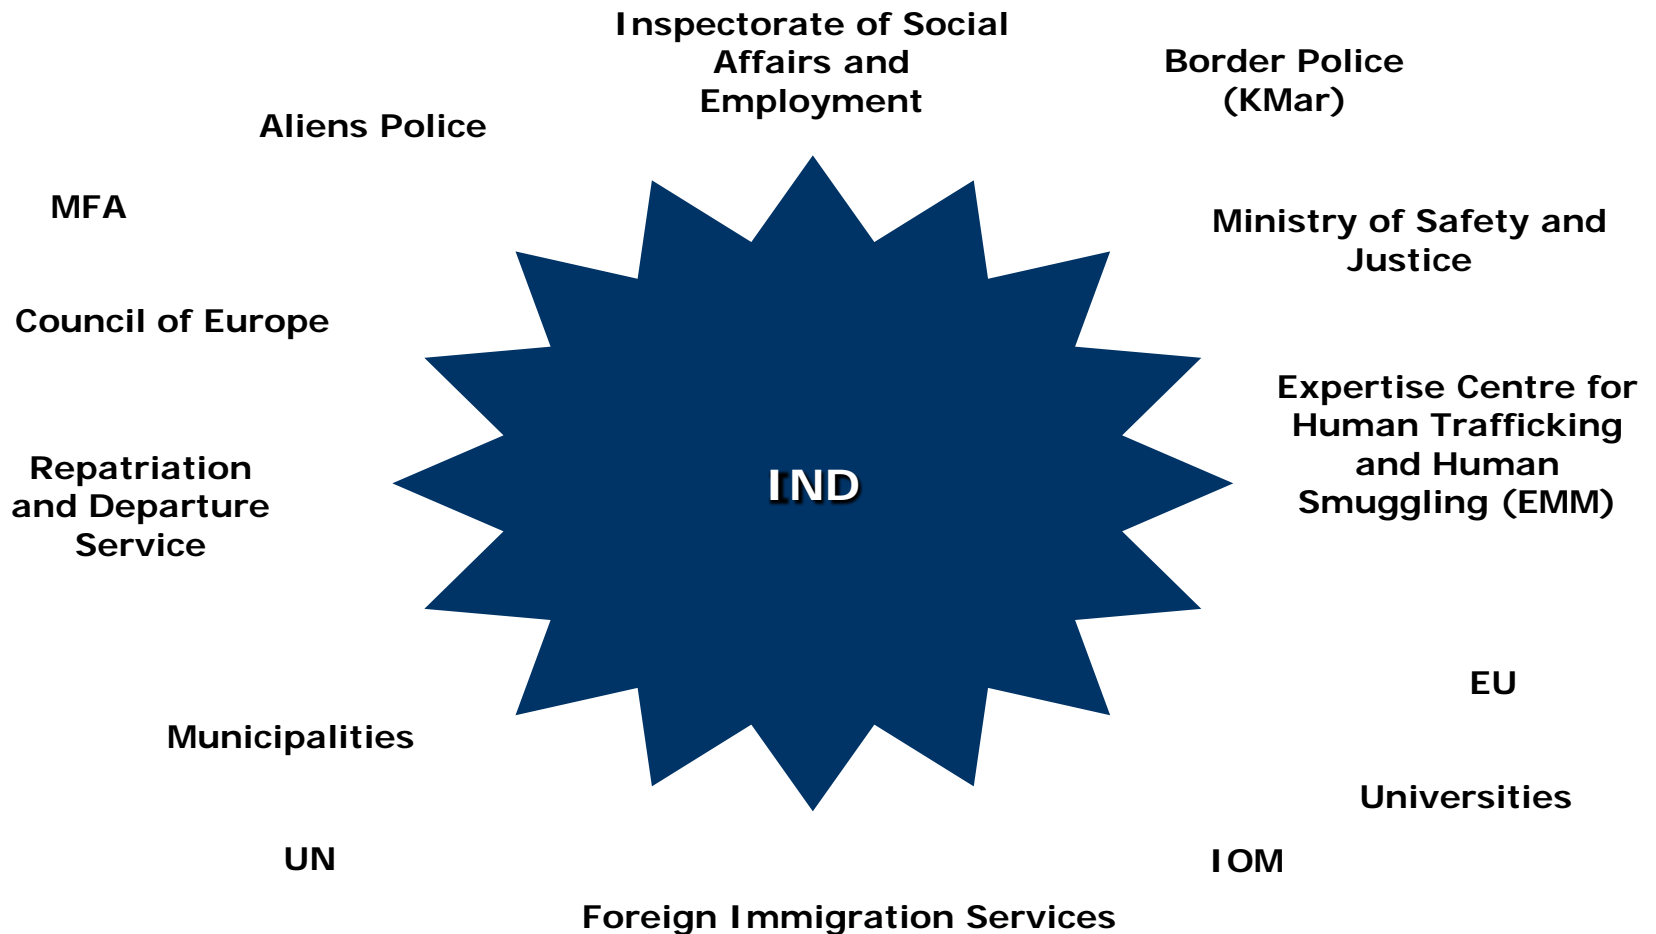 Inspectorate of Social
Affairs and
Employment
Border Police
(KMar)
Aliens Police
MFA
Ministry of Safety and
Justice
Council of Europe
Expertise Centre for
Human Trafficking
and Human
Smuggling (EMM)
Repatriation
and Departure
Service
IND
EU
Municipalities
Universities
UN
IOM
Foreign Immigration Services